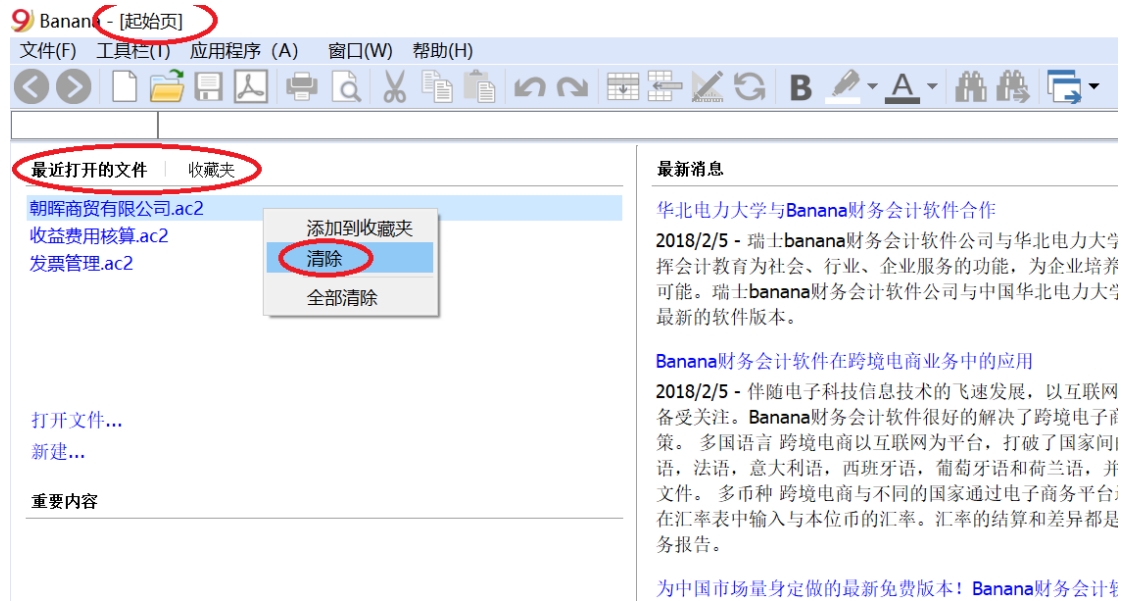 9 Banana - [起始页]
文件(F) 工具栏(T) 应用程序 (A) 窗口(W) 帮助(H)
B A
最近打开的文件 收藏夹
朝晖商贸有限公司.ac2
收益费用核算.ac2
发票管理.ac2
添加到收藏夹
清除
全部清除
打开文件...
新建...
重要内容
最新消息
华北电力大学与Banana财务会计软件合作
2018/2/5 - 瑞士banana财务会计软件公司与华北电力大学
挥会计教育为社会、行业、企业服务的功能，为企业培养
可能。瑞士banana财务会计软件公司与中国华北电力大学
最新的软件版本。
Banana财务会计软件在跨境电商业务中的应用
2018/2/5 - 伴随电子科技信息技术的飞速发展，以互联网
备受关注。Banana财务会计软件很好的解决了跨境电子商
策。 多国语言 跨境电商以互联网为平台，打破了国家间
语，法语，意大利语，西班牙语，葡萄牙语和荷兰语，并
文件。 多币种 跨境电商与不同的国家通过电子商务平台
在汇率表中输入与本位币的汇率。汇率的结算和差异都是
务报告。
为中国市场量身定做的最新免费版本！Banana财务会计软